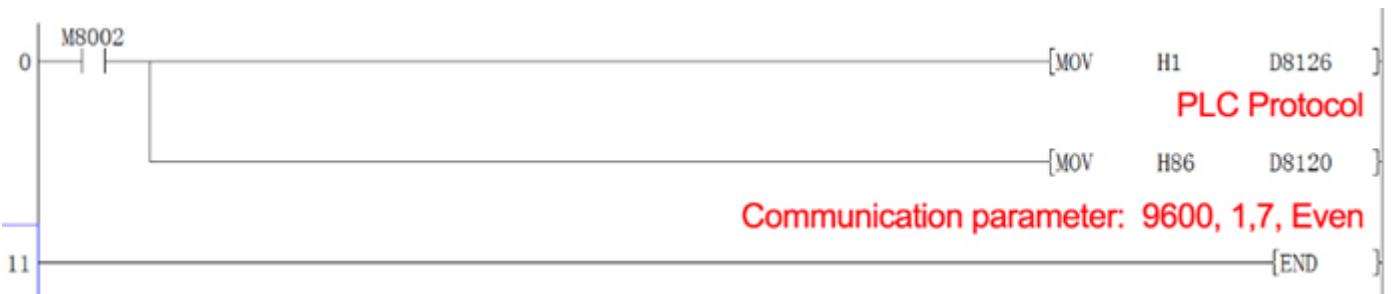 M8002
0 [MOV H1 D8126 ]
PLC Protocol
[MOV H86 D8120 ]
Communication parameter: 9600, 1,7, Even
11 [END ]